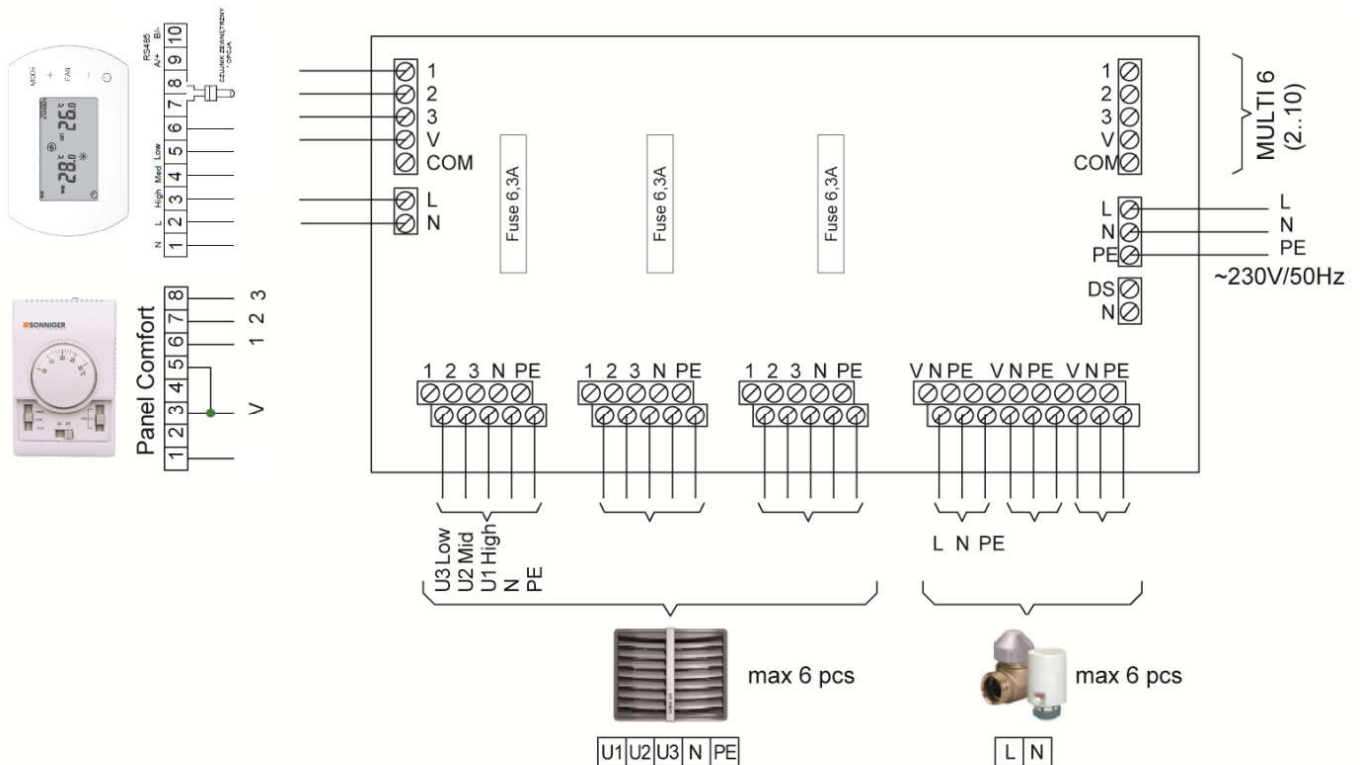 RS485
A/+ B/-
10
9
8
7
6
5
4
3
2
1
Low
Med
High
L
N
CZUJNIK ZEWNĘTRZNY
OPCJA
MODE
+
FAN
-
28.0 °C
SET 26.0 °C
SONNIGER
Panel Comfort
8
7
6
5
4
3
2
1
3
2
1
V
1
2
3
V
COM
L
N
Fuse 6,3A
Fuse 6,3A
Fuse 6,3A
1
2
3
V
COM
MULTI 6
(2..10)
L
N
PE
L
N
PE
~230V/50Hz
DS
N
1 2 3 N PE
1 2 3 N PE
1 2 3 N PE
V N PE V N PE V N PE
U3 Low
U2 Mid
U1 High
N
PE
L N PE
max 6 pcs
max 6 pcs
U1 U2 U3 N PE
L N